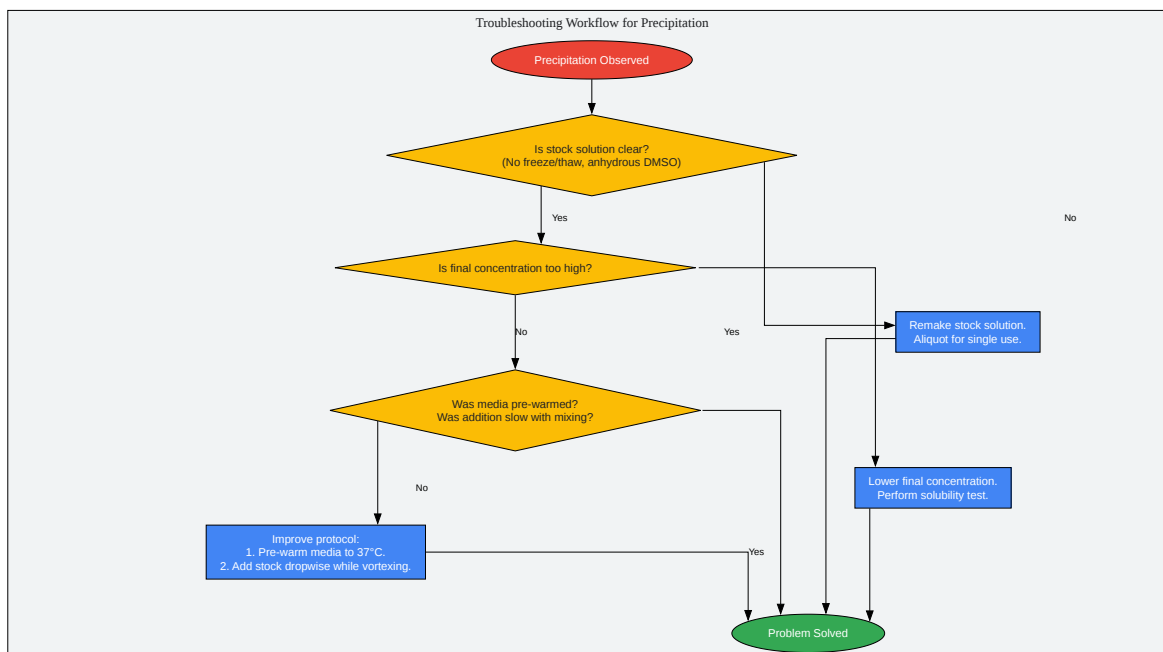 Troubleshooting Workflow for Precipitation
Precipitation Observed
Is stock solution clear?
(No freeze/thaw, anhydrous DMSO)
Yes
No
Is final concentration too high?
No
Yes
Remake stock solution.
Aliquot for single use.
Was media pre-warmed?
Was addition slow with mixing?
No
Lower final concentration.
Perform solubility test.
Improve protocol:
1. Pre-warm media to 37°C.
2. Add stock dropwise while vortexing.
Yes
Problem Solved